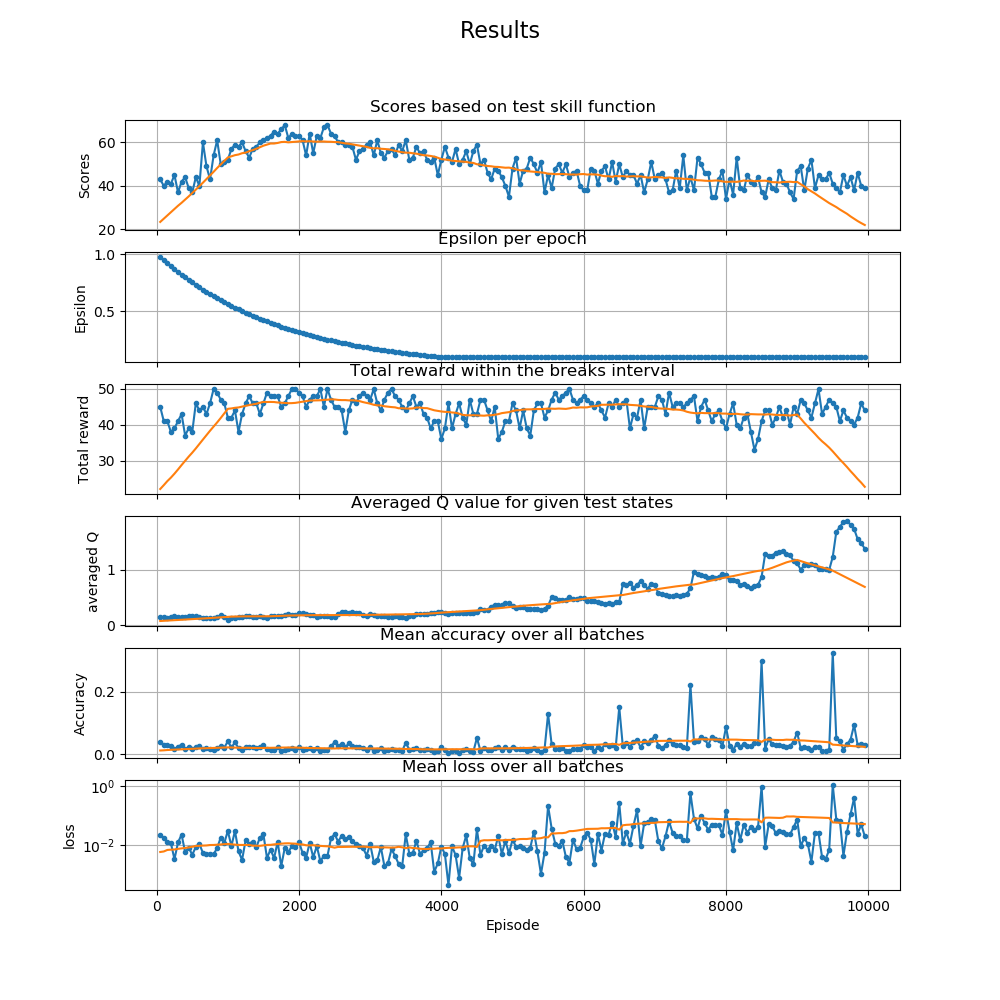 Results
Scores based on test skill function
60
40
20
Scores
Epsilon per epoch
1.0
0.5
Epsilon
Total reward within the breaks interval
50
40
30
Total reward
Averaged Q value for given test states
1
0
averaged Q
Mean accuracy over all batches
0.2
0.0
Accuracy
Mean loss over all batches
10⁰
10⁻²
loss
0 2000 4000 6000 8000 10000
Episode